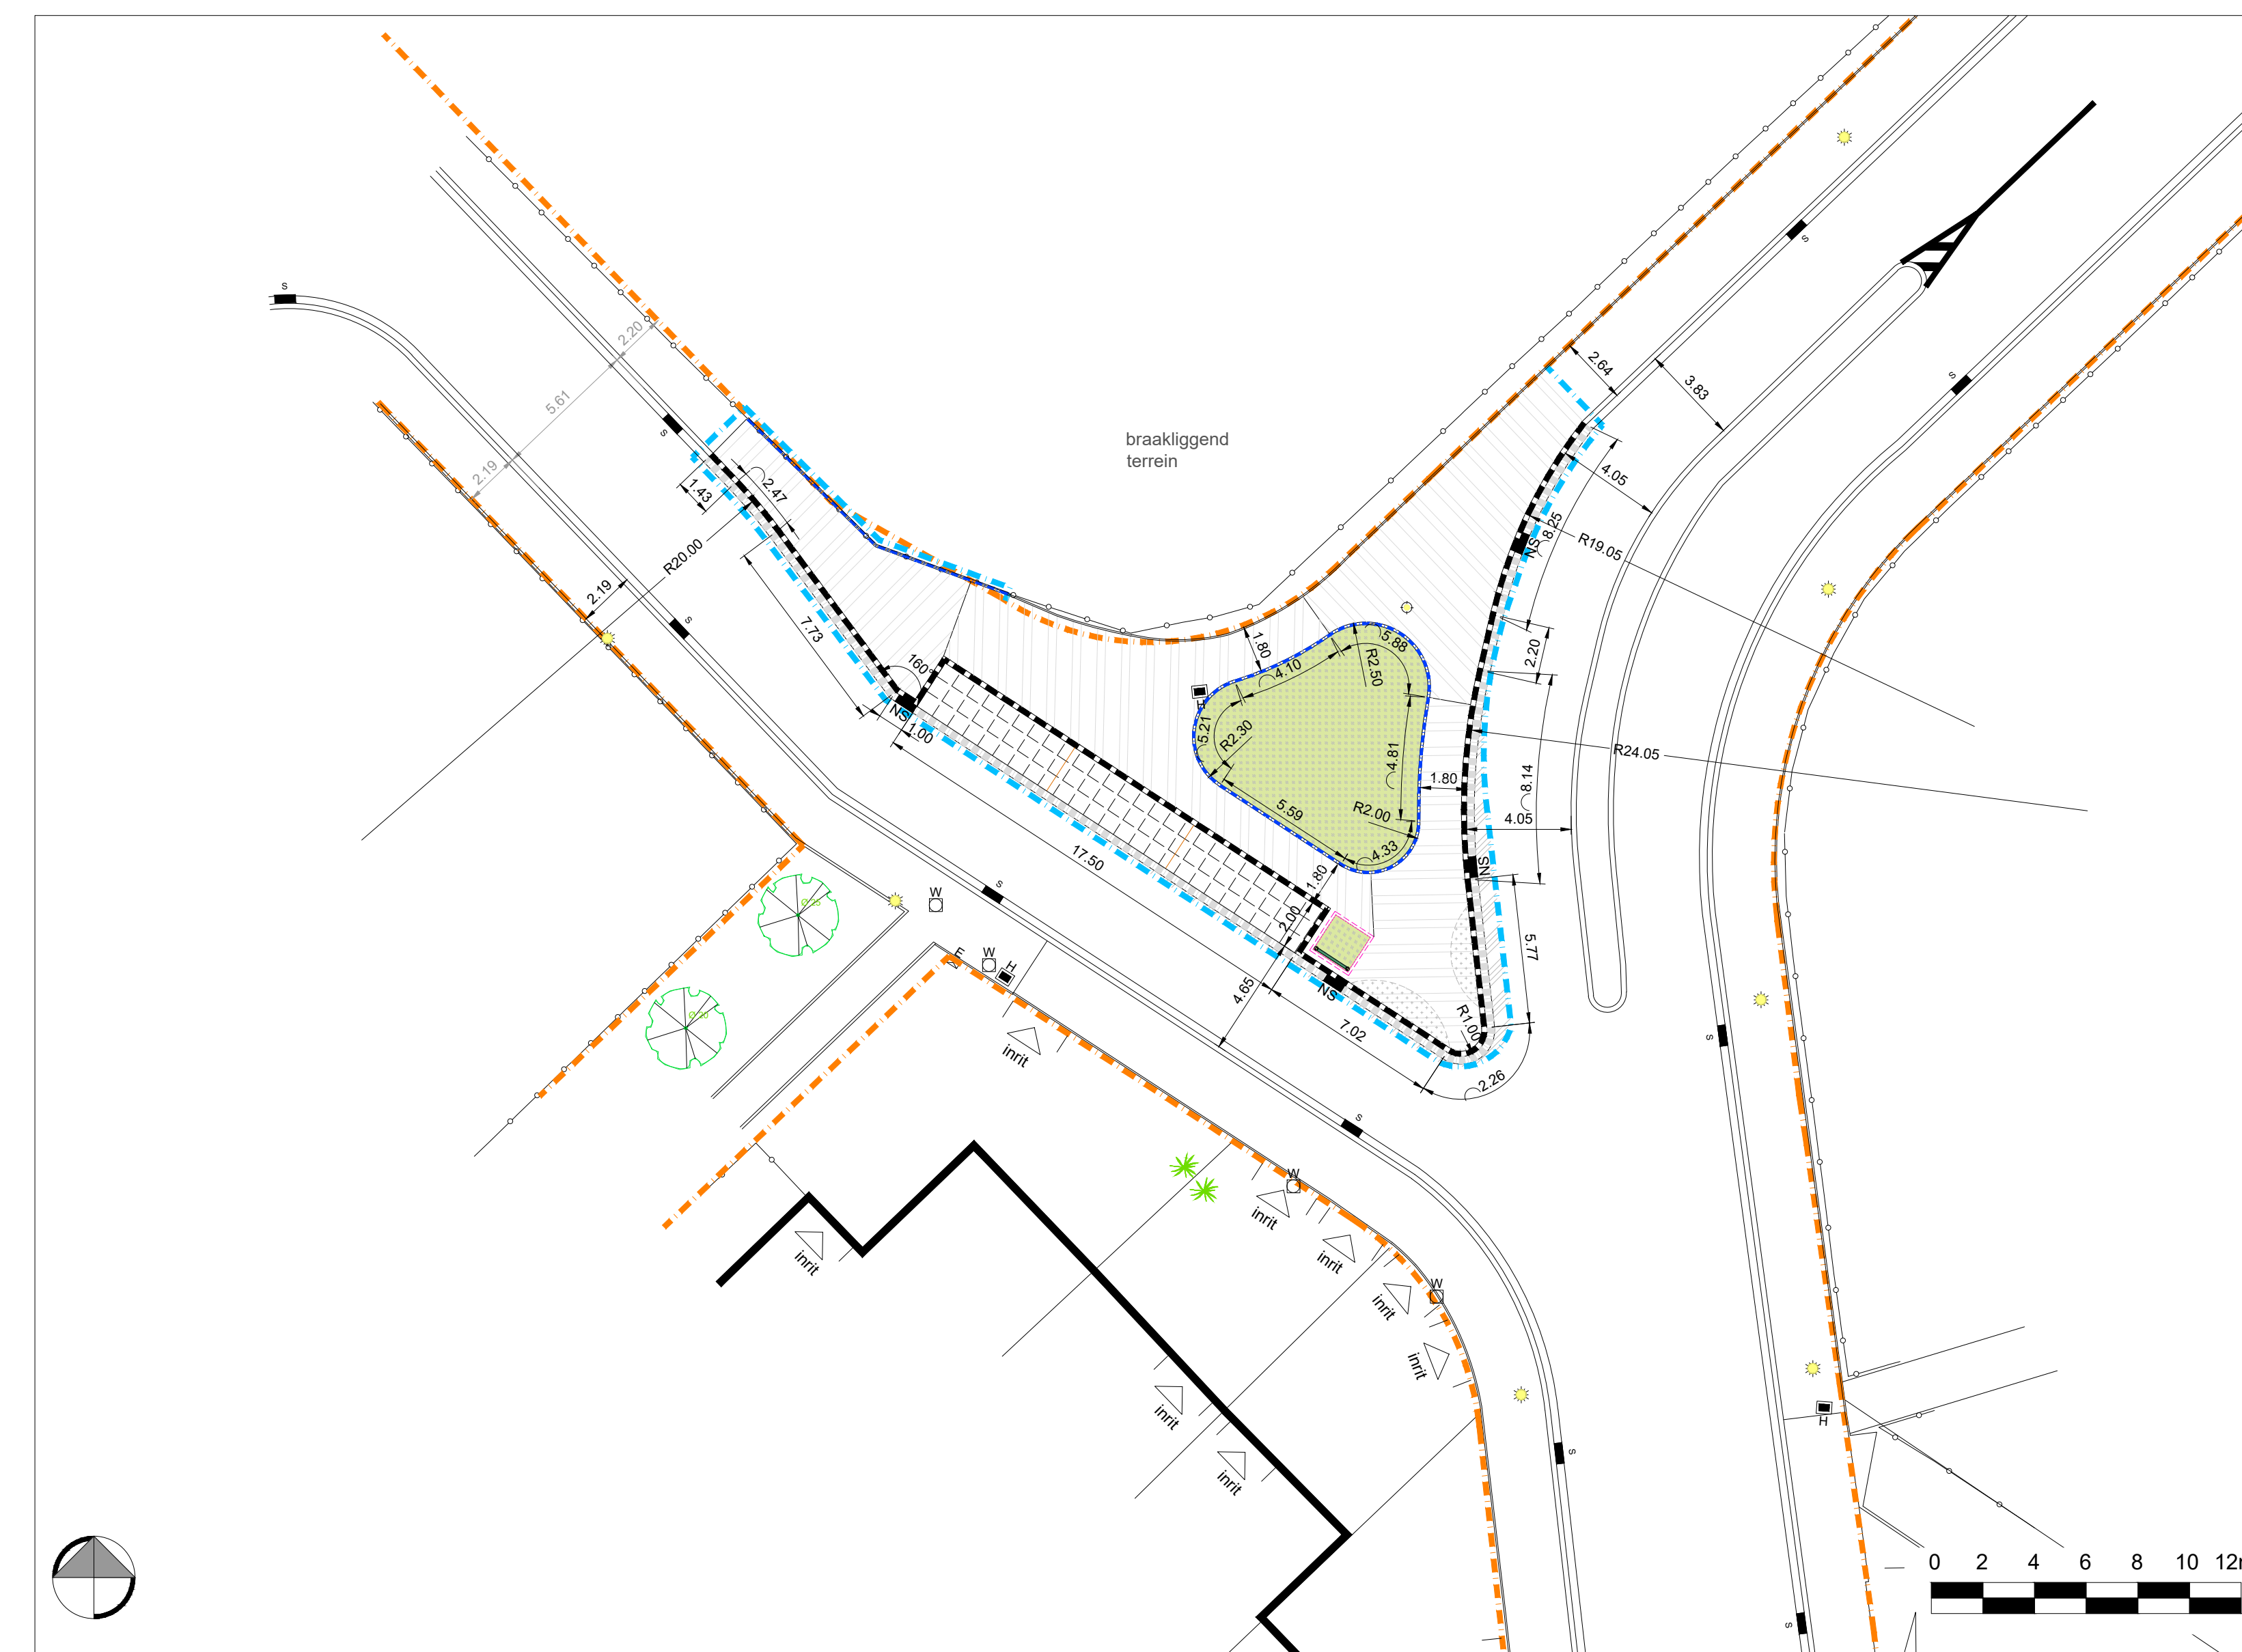 s
2.20
5.61
2.19
s
braakliggend
terrein
s
2.64
3.83
s
4.05
1.43
2.47
R20.00
NS
8.25
R19.05
2.19
s
7.73
160°
NS
1.00
1.80
4.10
5.88
R2.50
2.20
H
5.21
R2.30
4.81
1.80
8.14
R24.05
4.05
5.59
R2.00
4.33
NS
17.50
1.80
2.00
4.65
NS
7.02
R1.00
5.77
2.26
W
s
E
W
H
inrit
s
s
W
inrit
inrit
W
inrit
inrit
inrit
inrit
inrit
s
H
s
0 2 4 6 8 10